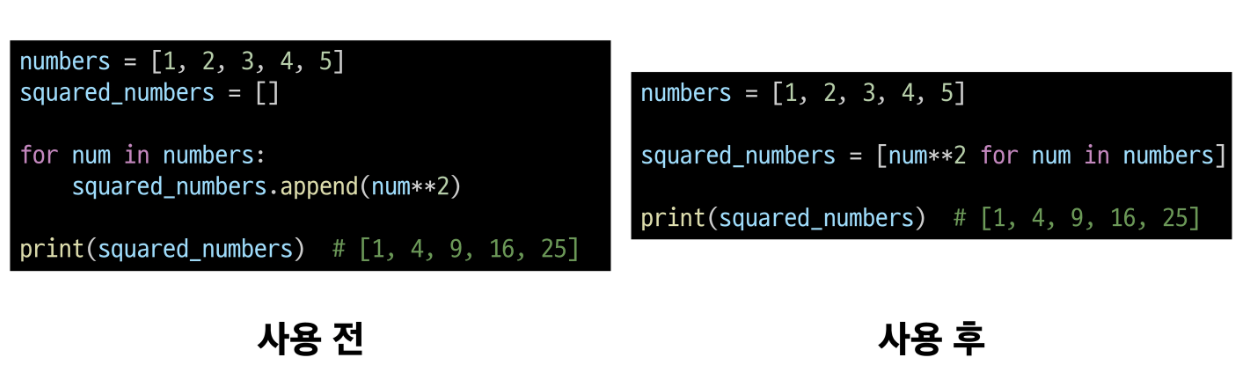 numbers = [1, 2, 3, 4, 5]
squared_numbers = []
for num in numbers:
    squared_numbers.append(num**2)
print(squared_numbers)  # [1, 4, 9, 16, 25]
사용 전
numbers = [1, 2, 3, 4, 5]
squared_numbers = [num**2 for num in numbers]
print(squared_numbers)  # [1, 4, 9, 16, 25]
사용 후